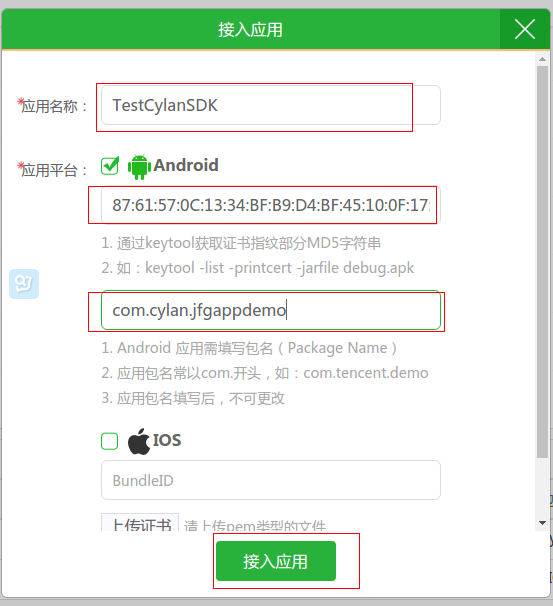 接入应用
*应用名称：
TestCylanSDK
*应用平台：
Android
87:61:57:0C:13:34:BF:B9:D4:BF:45:10:0F:17:
1. 通过keytool获取证书指纹部分MD5字符串
2. 如：keytool -list -printcert -jarfile debug.apk
com.cylan.jfgappdemo
1. Android 应用需填写包名（Package Name）
2. 应用包名常以com.开头，如：com.tencent.demo
3. 应用包名填写后，不可更改
IOS
BundleID
上传证书 请上传pem类型的文件
接入应用